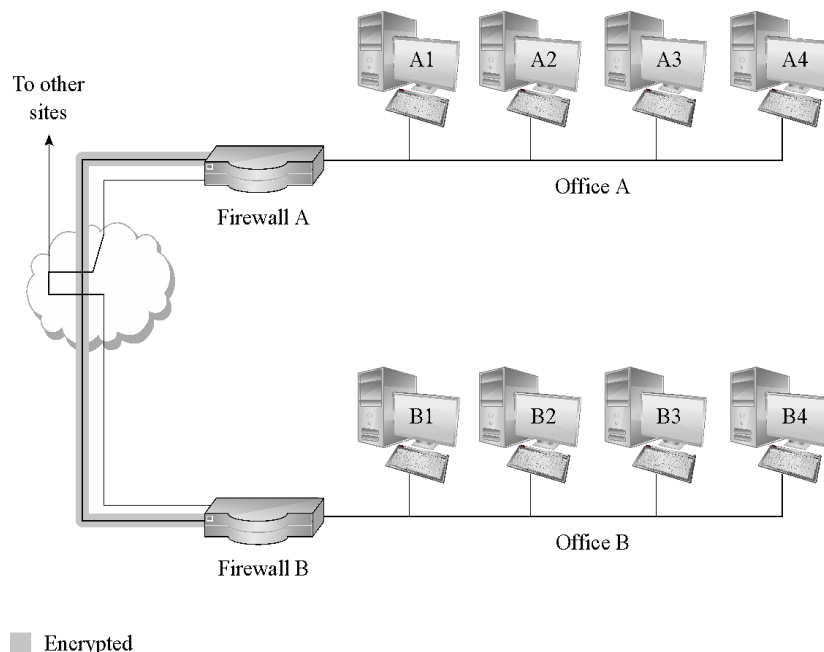 A1
A2
A3
A4
To other
sites
Office A
Firewall A
B1
B2
B3
B4
Office B
Firewall B
Encrypted